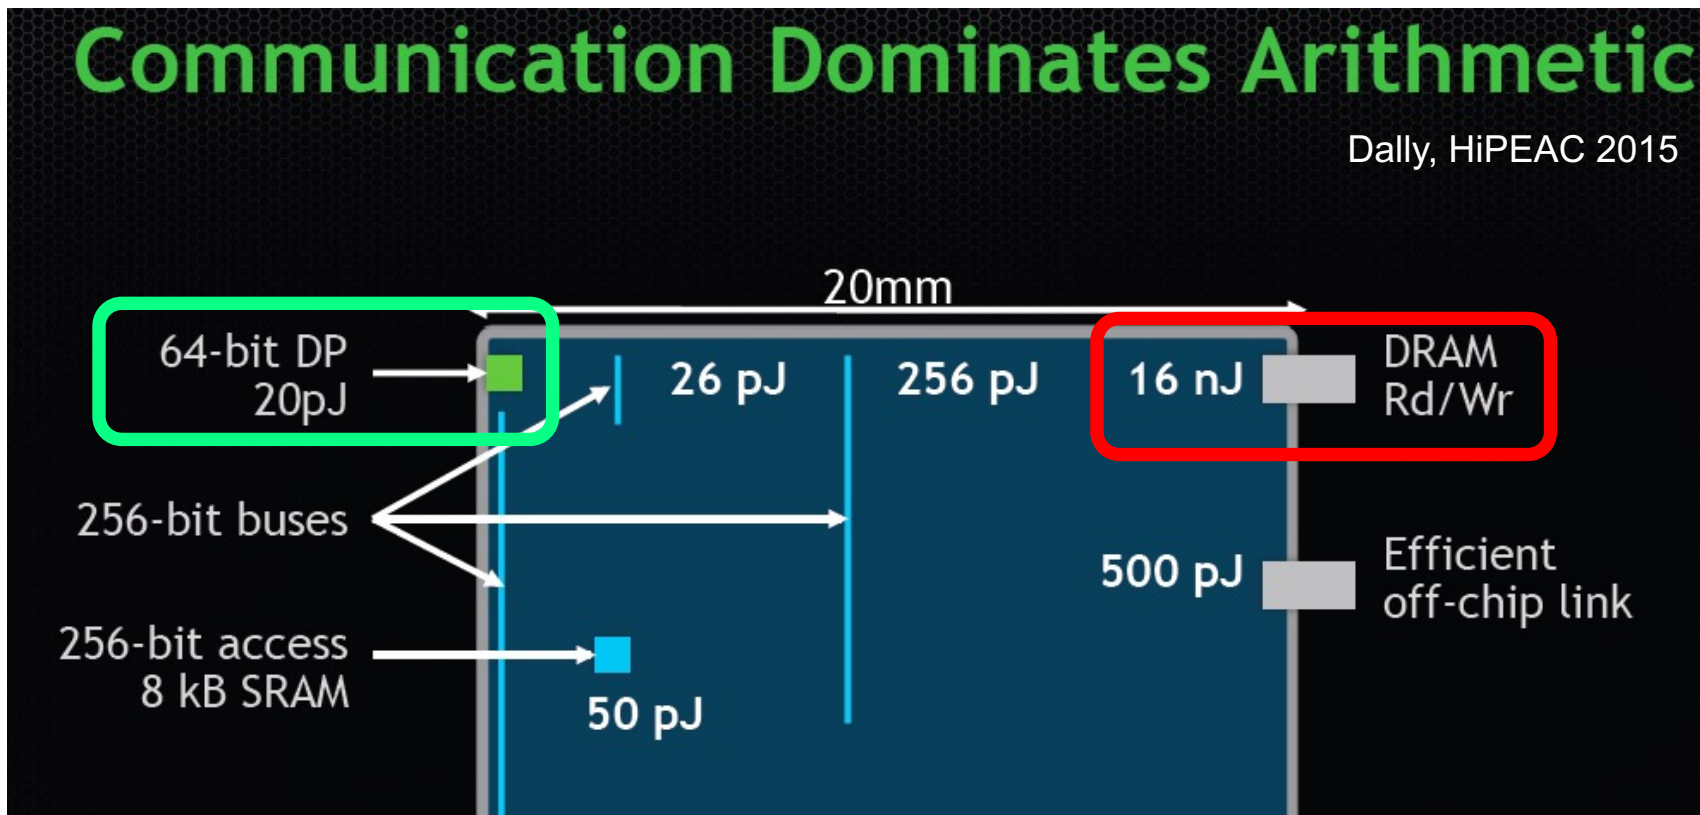 Communication Dominates Arithmetic
Dally, HiPEAC 2015
20mm
64-bit DP
20pJ
26 pJ
256 pJ
16 nJ
DRAM
Rd/Wr
256-bit buses
500 pJ
Efficient
off-chip link
256-bit access
8 kB SRAM
50 pJ